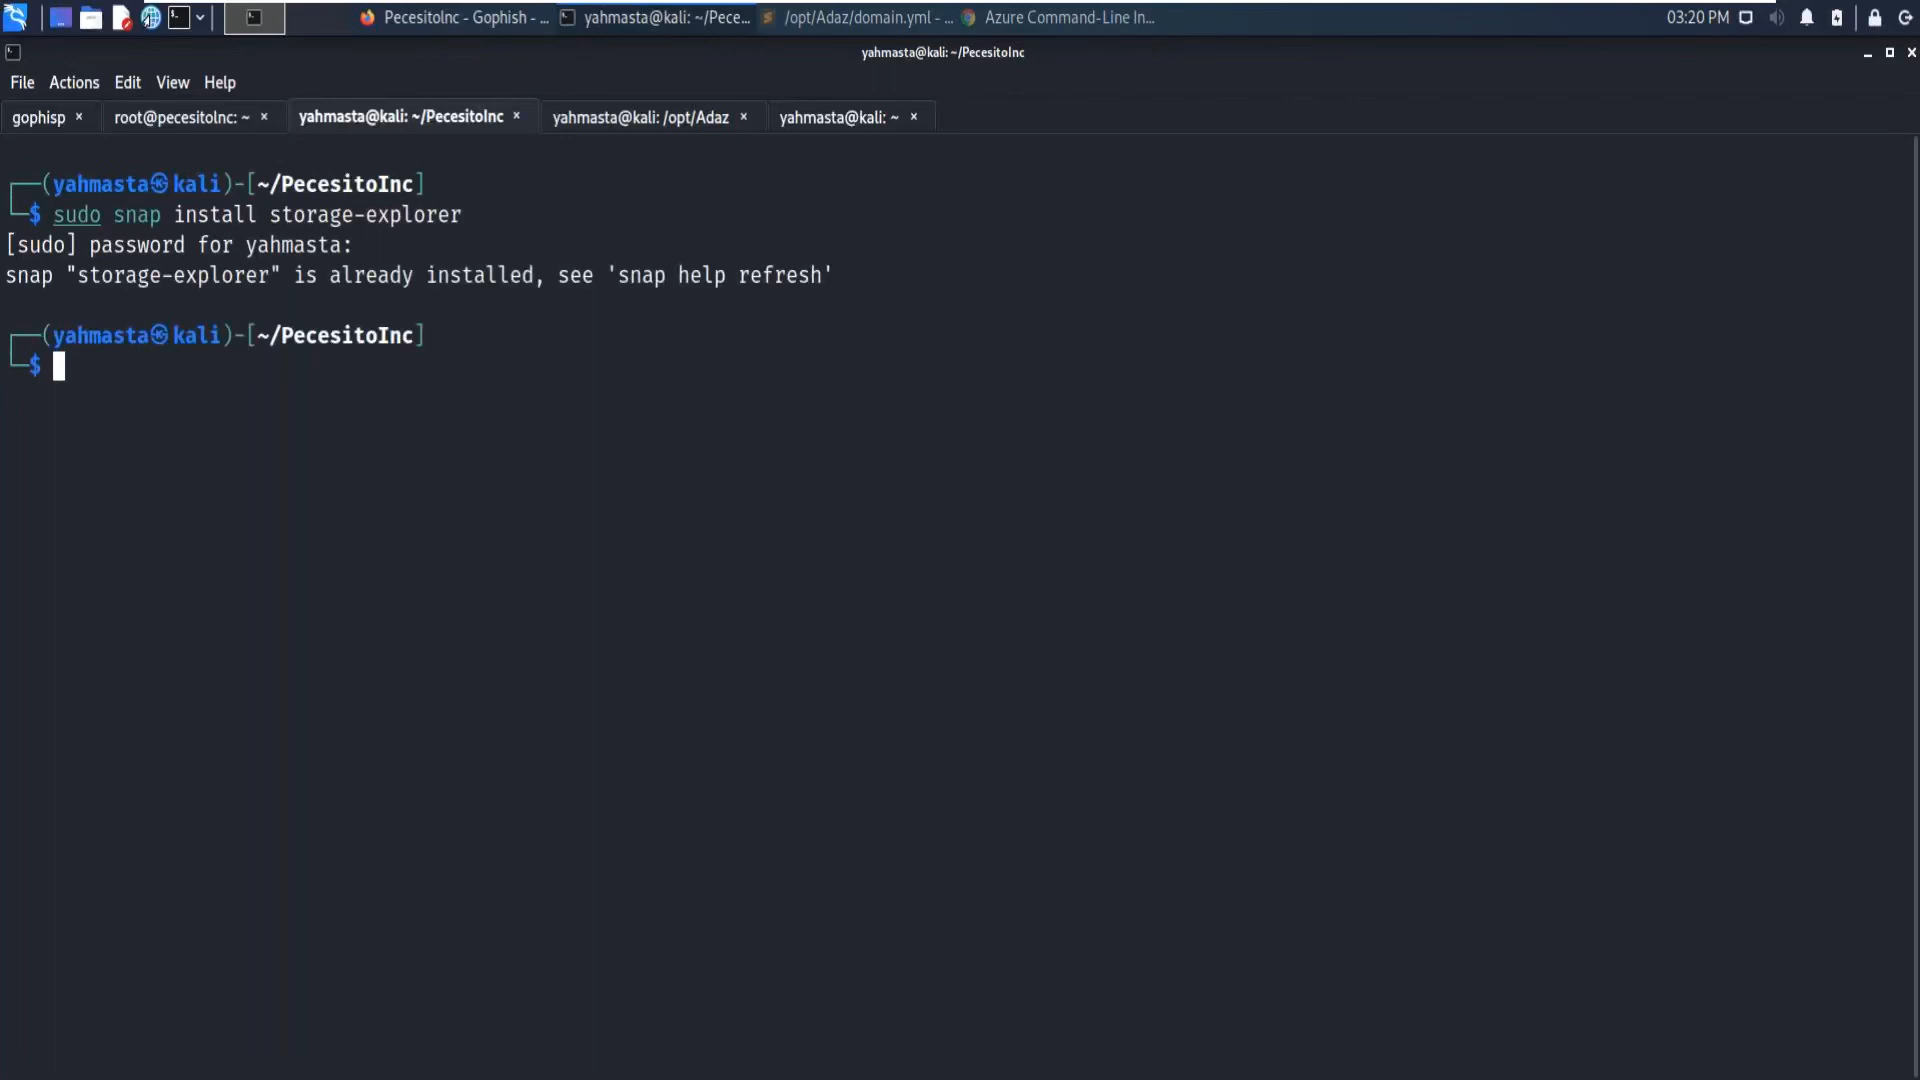 PecesitoInc - Gophish - ...
yahmasta@kali: ~/Pece...
/opt/Adaz/domain.yml - ...
Azure Command-Line In...
03:20 PM
yahmasta@kali: ~/PecesitoInc
File Actions Edit View Help
gophisp ×
root@pecesitoInc: ~ ×
yahmasta@kali: ~/PecesitoInc ×
yahmasta@kali: /opt/Adaz ×
yahmasta@kali: ~ ×
┌──(yahmasta㉿kali)-[~/PecesitoInc]
└─$ sudo snap install storage-explorer
[sudo] password for yahmasta:
snap "storage-explorer" is already installed, see 'snap help refresh'
┌──(yahmasta㉿kali)-[~/PecesitoInc]
└─$